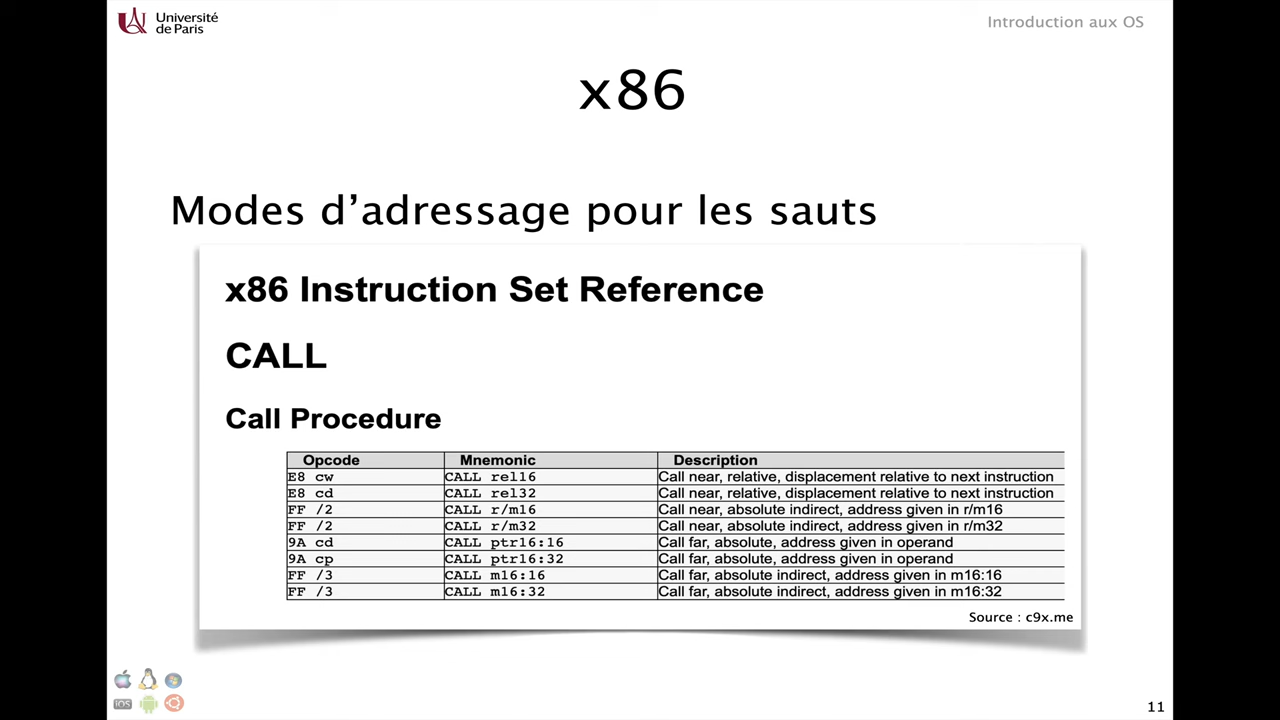 Université
de Paris
Introduction aux OS
x86
Modes d’adressage pour les sauts
x86 Instruction Set Reference
CALL
Call Procedure
Opcode Mnemonic Description
E8 cw CALL rel16 Call near, relative, displacement relative to next instruction
E8 cd CALL rel32 Call near, relative, displacement relative to next instruction
FF /2 CALL r/m16 Call near, absolute indirect, address given in r/m16
FF /2 CALL r/m32 Call near, absolute indirect, address given in r/m32
9A cd CALL ptr16:16 Call far, absolute, address given in operand
9A cp CALL ptr16:32 Call far, absolute, address given in operand
FF /3 CALL m16:16 Call far, absolute indirect, address given in m16:16
FF /3 CALL m16:32 Call far, absolute indirect, address given in m16:32
Source : c9x.me
iOS
11